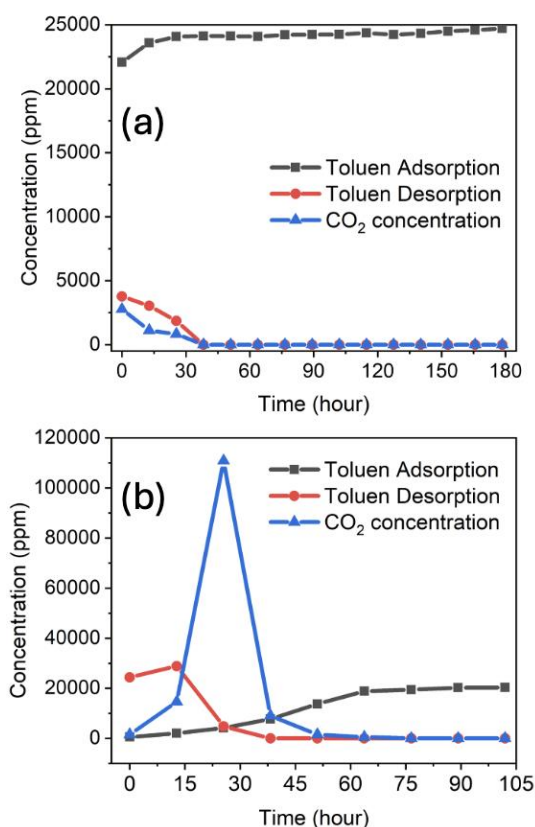 25000
20000
15000
10000
5000
0
Concentration (ppm)
(a)
Toluen Adsorption
Toluen Desorption
CO₂ concentration
0 30 60 90 120 150 180
Time (hour)
120000
100000
80000
60000
40000
20000
0
Concentration (ppm)
(b)
Toluen Adsorption
Toluen Desorption
CO₂ concentration
0 15 30 45 60 75 90 105
Time (hour)